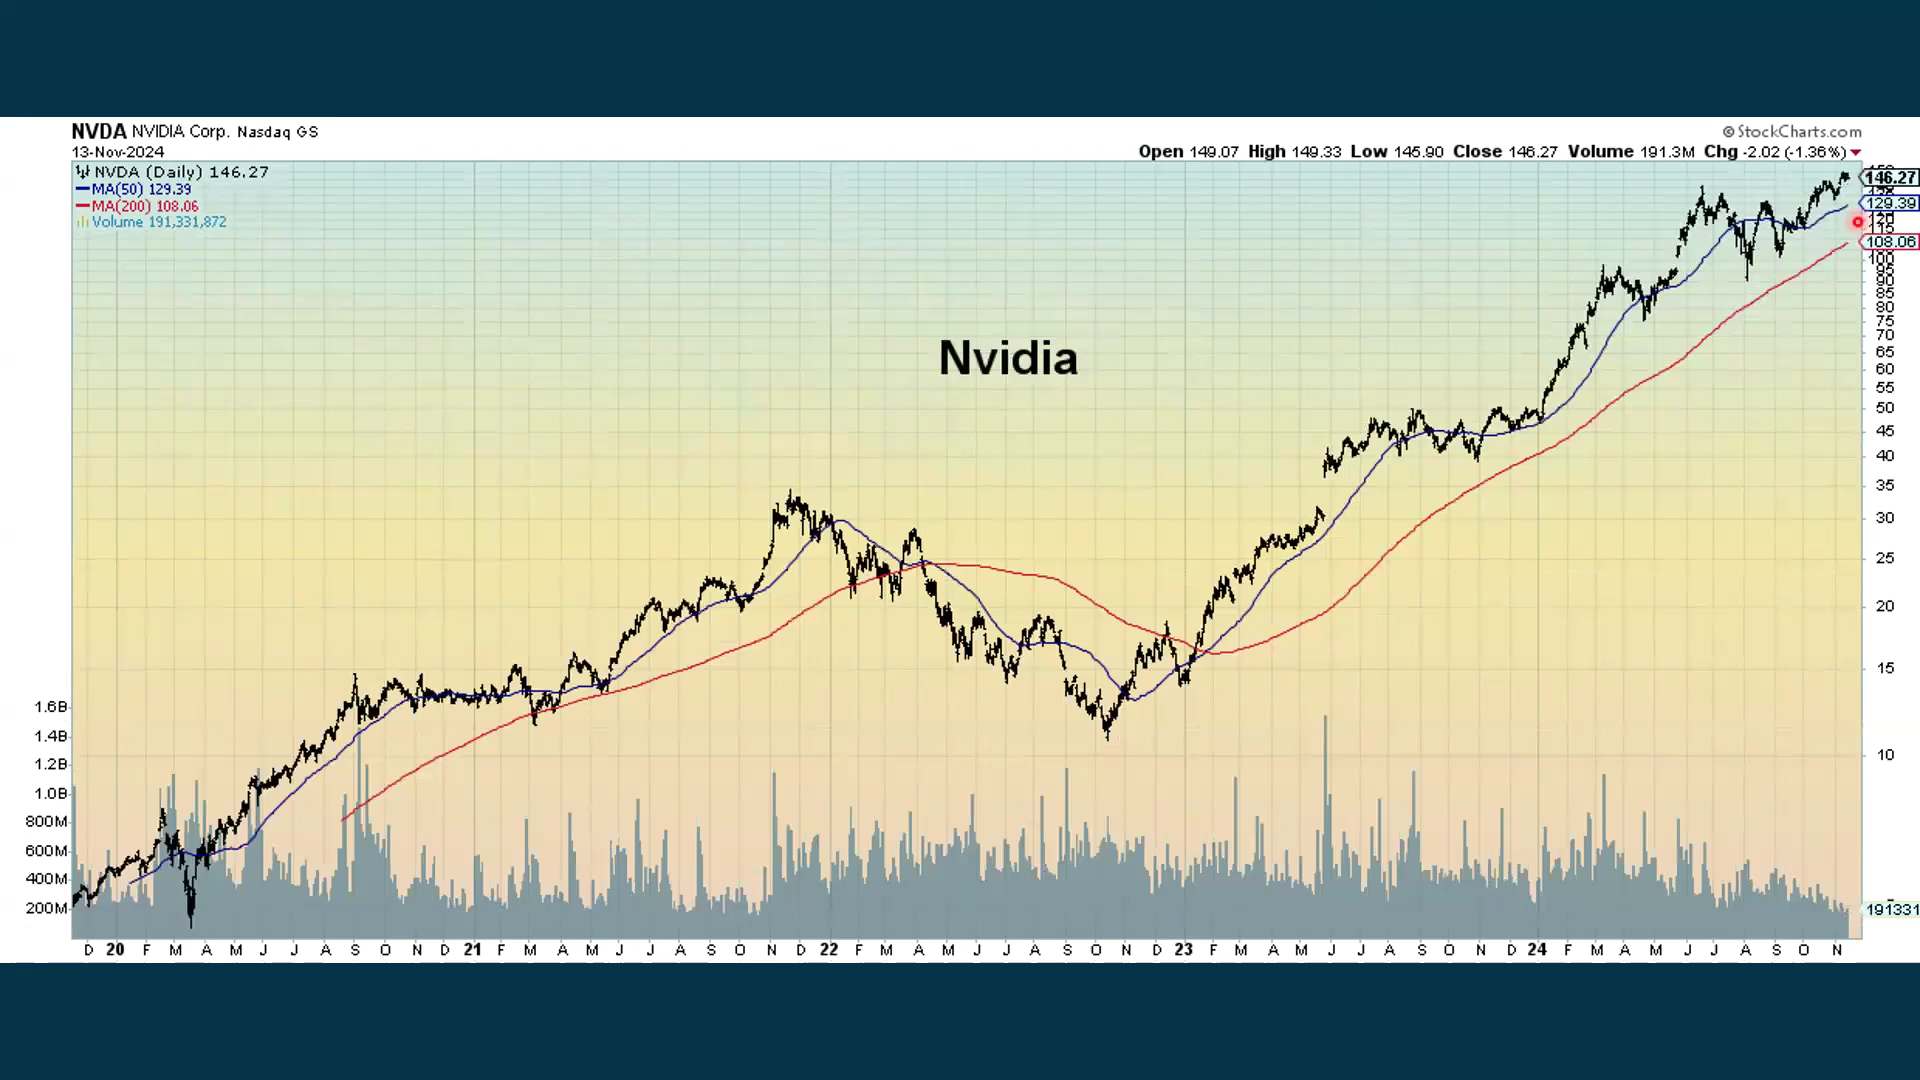 NVDA NVIDIA Corp. Nasdaq GS
© StockCharts.com
13-Nov-2024
Open 149.07 High 149.33 Low 145.90 Close 146.27 Volume 191.3M Chg -2.02 (-1.36%)
NVDA (Daily) 146.27
MA(50) 129.39
MA(200) 108.06
Volume 191,331,872
Nvidia
146.27
129.39
120
115
108.06
100
95
90
85
80
75
70
65
60
55
50
45
40
35
30
25
20
15
10
1.6B
1.4B
1.2B
1.0B
800M
600M
400M
200M
191331
D 20 F M A M J J A S O N D 21 F M A M J J A S O N D 22 F M A M J J A S O N D 23 F M A M J J A S O N D 24 F M A M J J A S O N